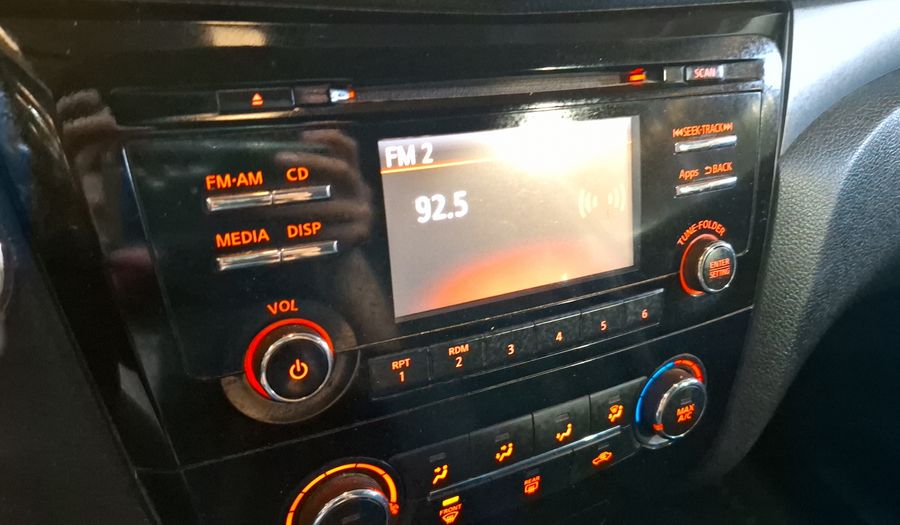 SCAN
SEEK·TRACK
FM·AM CD
FM 2
Apps BACK
92.5
MEDIA DISP
TUNE·FOLDER
ENTER
SETTING
VOL
RPT
1
RDM
2
3
4
5
6
MAX
A/C
REAR
FRONT